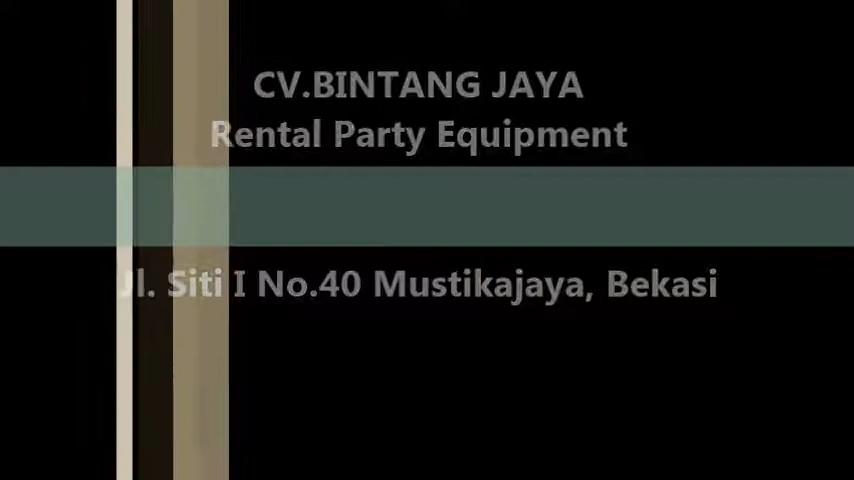 CV.BINTANG JAYA
Rental Party Equipment
Jl. Siti I No.40 Mustikajaya, Bekasi